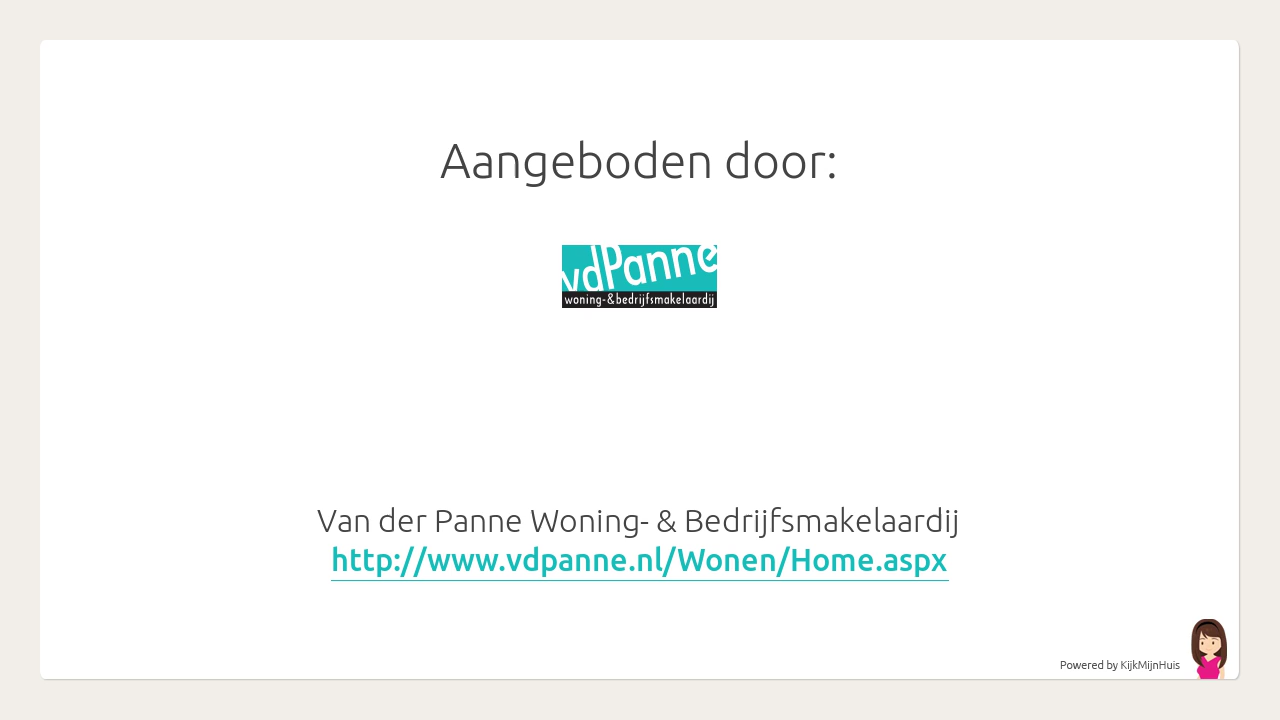 Aangeboden door:
vdPanne
woning-&bedrijfsmakelaardij
Van der Panne Woning- & Bedrijfsmakelaardij
http://www.vdpanne.nl/Wonen/Home.aspx
Powered by KijkMijnHuis